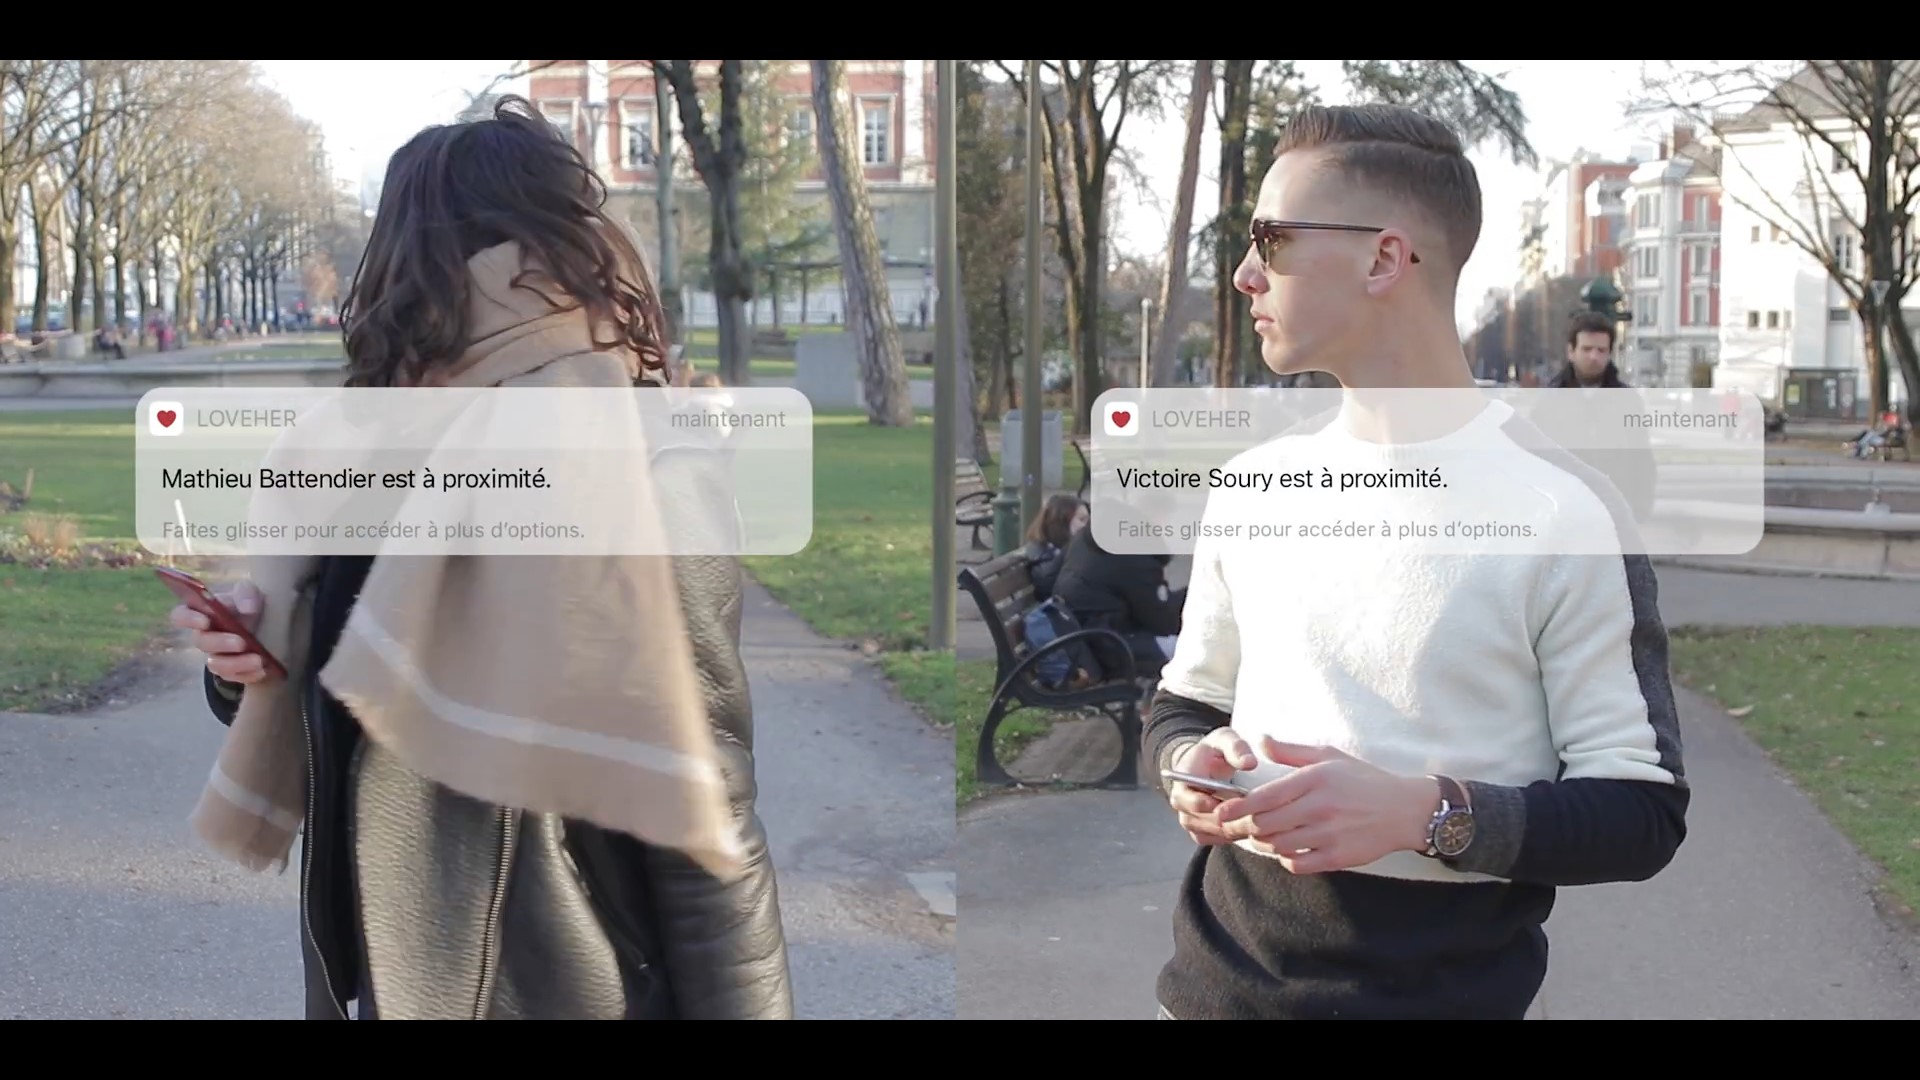 LOVEHER maintenant
Mathieu Battendier est à proximité.
Faites glisser pour accéder à plus d'options.
LOVEHER maintenant
Victoire Soury est à proximité.
Faites glisser pour accéder à plus d'options.